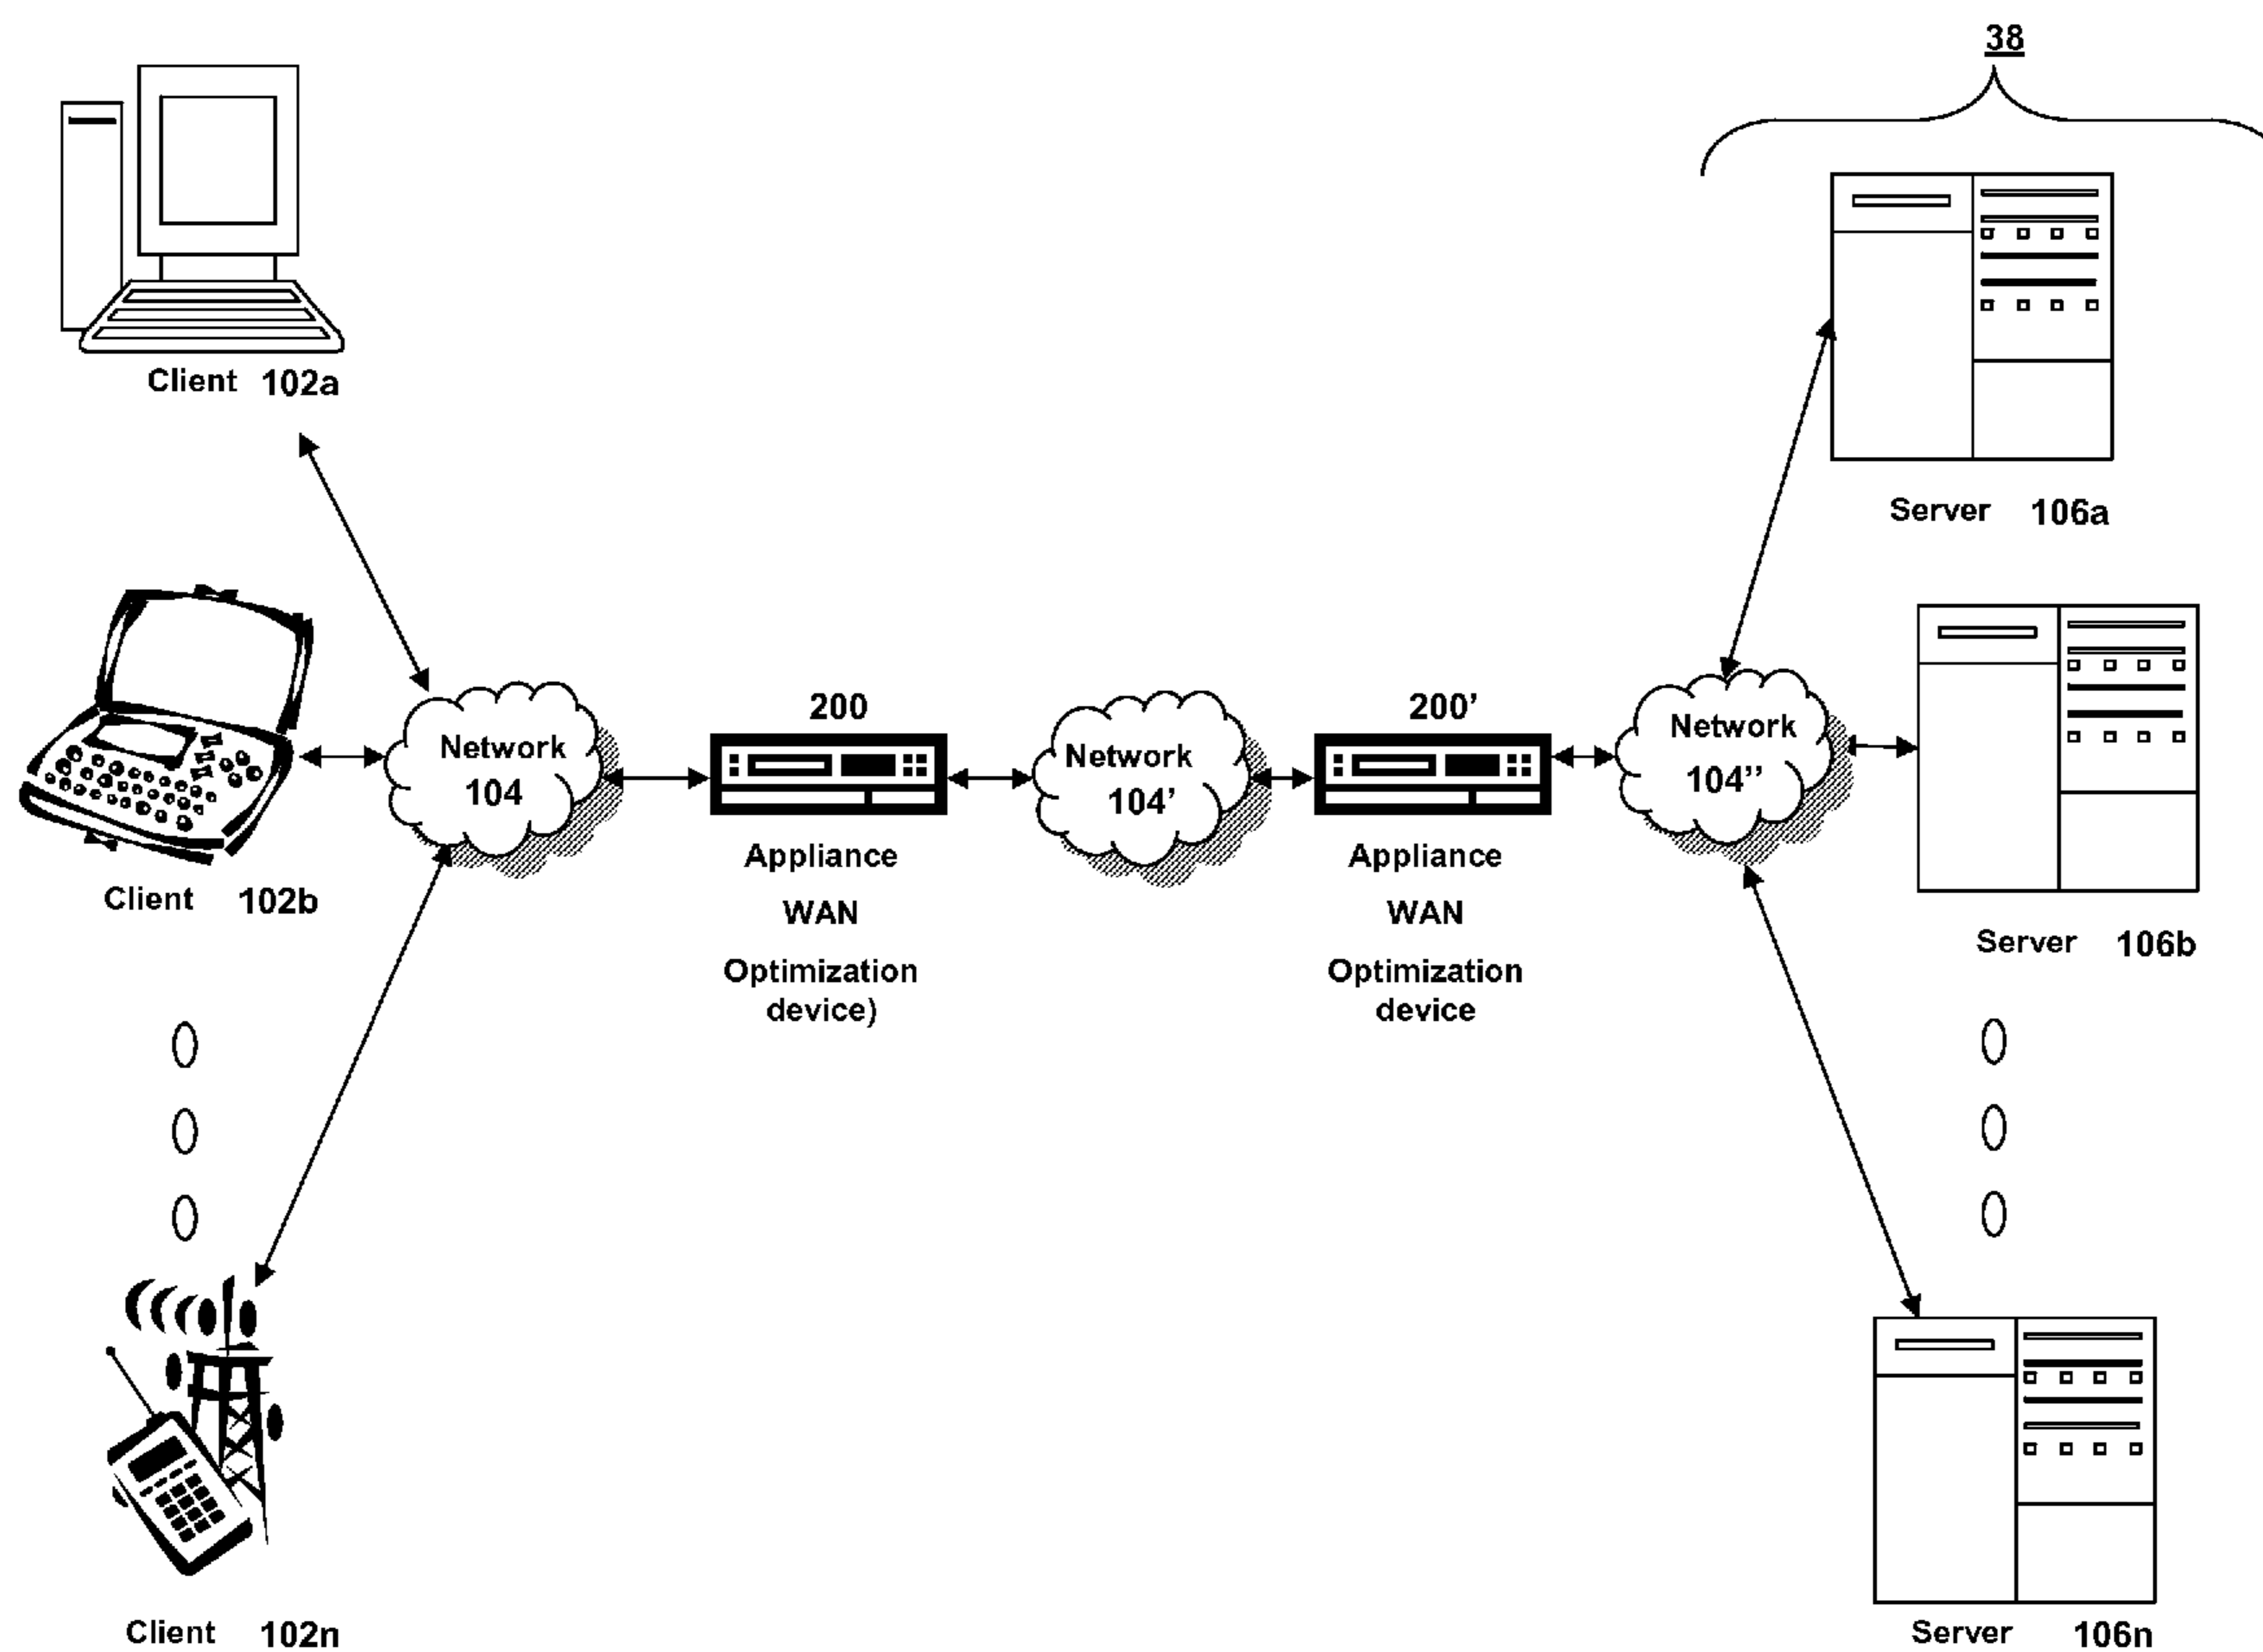 38
Client 102a
Server 106a
Client 102b
Network
104
200
Appliance
WAN
Optimization
device)
Network
104'
200'
Appliance
WAN
Optimization
device
Network
104''
Server 106b
Client 102n
Server 106n